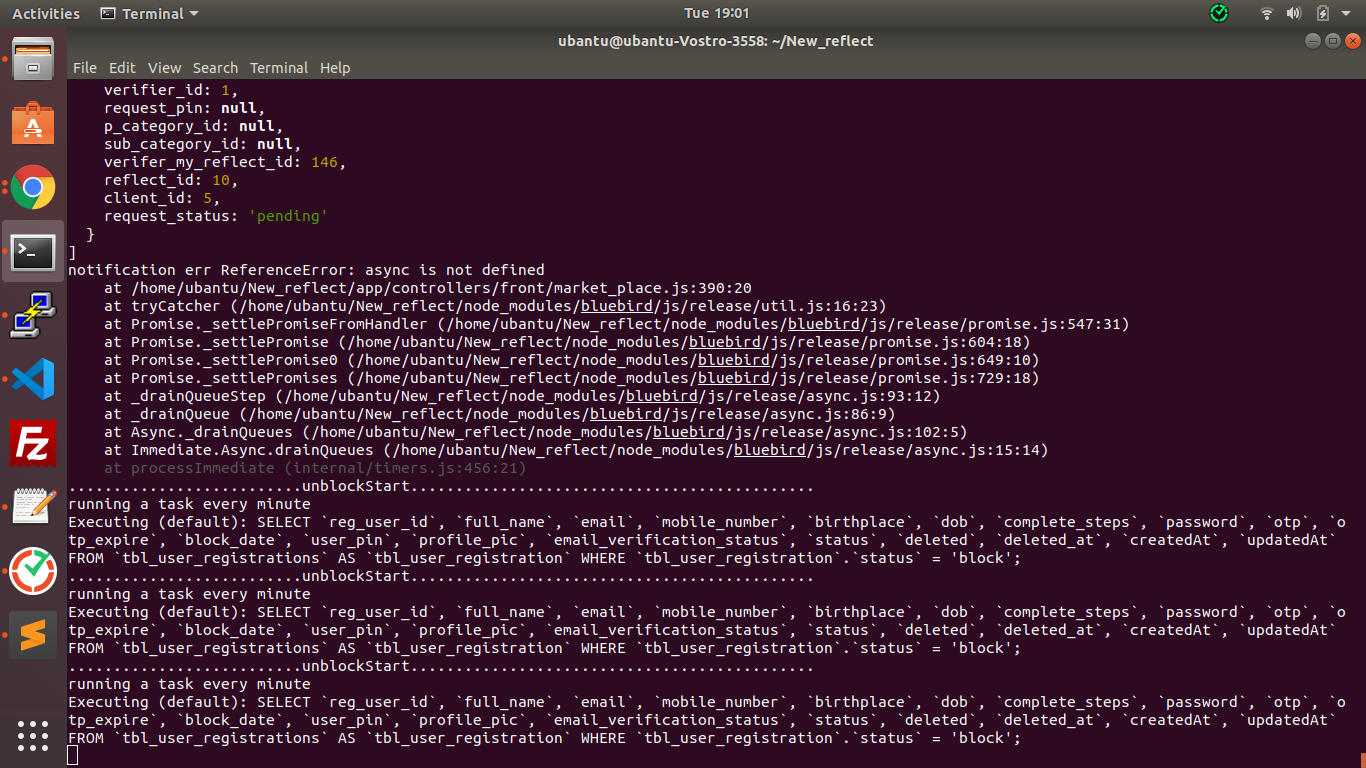 Activities
Terminal
Tue 19:01
ubantu@ubantu-Vostro-3558: ~/New_reflect
File Edit View Search Terminal Help
    verifier_id: 1,
    request_pin: null,
    p_category_id: null,
    sub_category_id: null,
    verifer_my_reflect_id: 146,
    reflect_id: 10,
    client_id: 5,
    request_status: 'pending'
  }
]
notification err ReferenceError: async is not defined
    at /home/ubantu/New_reflect/app/controllers/front/market_place.js:390:20
    at tryCatcher (/home/ubantu/New_reflect/node_modules/bluebird/js/release/util.js:16:23)
    at Promise._settlePromiseFromHandler (/home/ubantu/New_reflect/node_modules/bluebird/js/release/promise.js:547:31)
    at Promise._settlePromise (/home/ubantu/New_reflect/node_modules/bluebird/js/release/promise.js:604:18)
    at Promise._settlePromise0 (/home/ubantu/New_reflect/node_modules/bluebird/js/release/promise.js:649:10)
    at Promise._settlePromises (/home/ubantu/New_reflect/node_modules/bluebird/js/release/promise.js:729:18)
    at _drainQueueStep (/home/ubantu/New_reflect/node_modules/bluebird/js/release/async.js:93:12)
    at _drainQueue (/home/ubantu/New_reflect/node_modules/bluebird/js/release/async.js:86:9)
    at Async._drainQueues (/home/ubantu/New_reflect/node_modules/bluebird/js/release/async.js:102:5)
    at Immediate.Async.drainQueues (/home/ubantu/New_reflect/node_modules/bluebird/js/release/async.js:15:14)
    at processImmediate (internal/timers.js:456:21)
..........................unblockStart.............................................
running a task every minute
Executing (default): SELECT `reg_user_id`, `full_name`, `email`, `mobile_number`, `birthplace`, `dob`, `complete_steps`, `password`, `otp`, `o
tp_expire`, `block_date`, `user_pin`, `profile_pic`, `email_verification_status`, `status`, `deleted`, `deleted_at`, `createdAt`, `updatedAt`
FROM `tbl_user_registrations` AS `tbl_user_registration` WHERE `tbl_user_registration`.`status` = 'block';
..........................unblockStart.............................................
running a task every minute
Executing (default): SELECT `reg_user_id`, `full_name`, `email`, `mobile_number`, `birthplace`, `dob`, `complete_steps`, `password`, `otp`, `o
tp_expire`, `block_date`, `user_pin`, `profile_pic`, `email_verification_status`, `status`, `deleted`, `deleted_at`, `createdAt`, `updatedAt`
FROM `tbl_user_registrations` AS `tbl_user_registration` WHERE `tbl_user_registration`.`status` = 'block';
..........................unblockStart.............................................
running a task every minute
Executing (default): SELECT `reg_user_id`, `full_name`, `email`, `mobile_number`, `birthplace`, `dob`, `complete_steps`, `password`, `otp`, `o
tp_expire`, `block_date`, `user_pin`, `profile_pic`, `email_verification_status`, `status`, `deleted`, `deleted_at`, `createdAt`, `updatedAt`
FROM `tbl_user_registrations` AS `tbl_user_registration` WHERE `tbl_user_registration`.`status` = 'block';